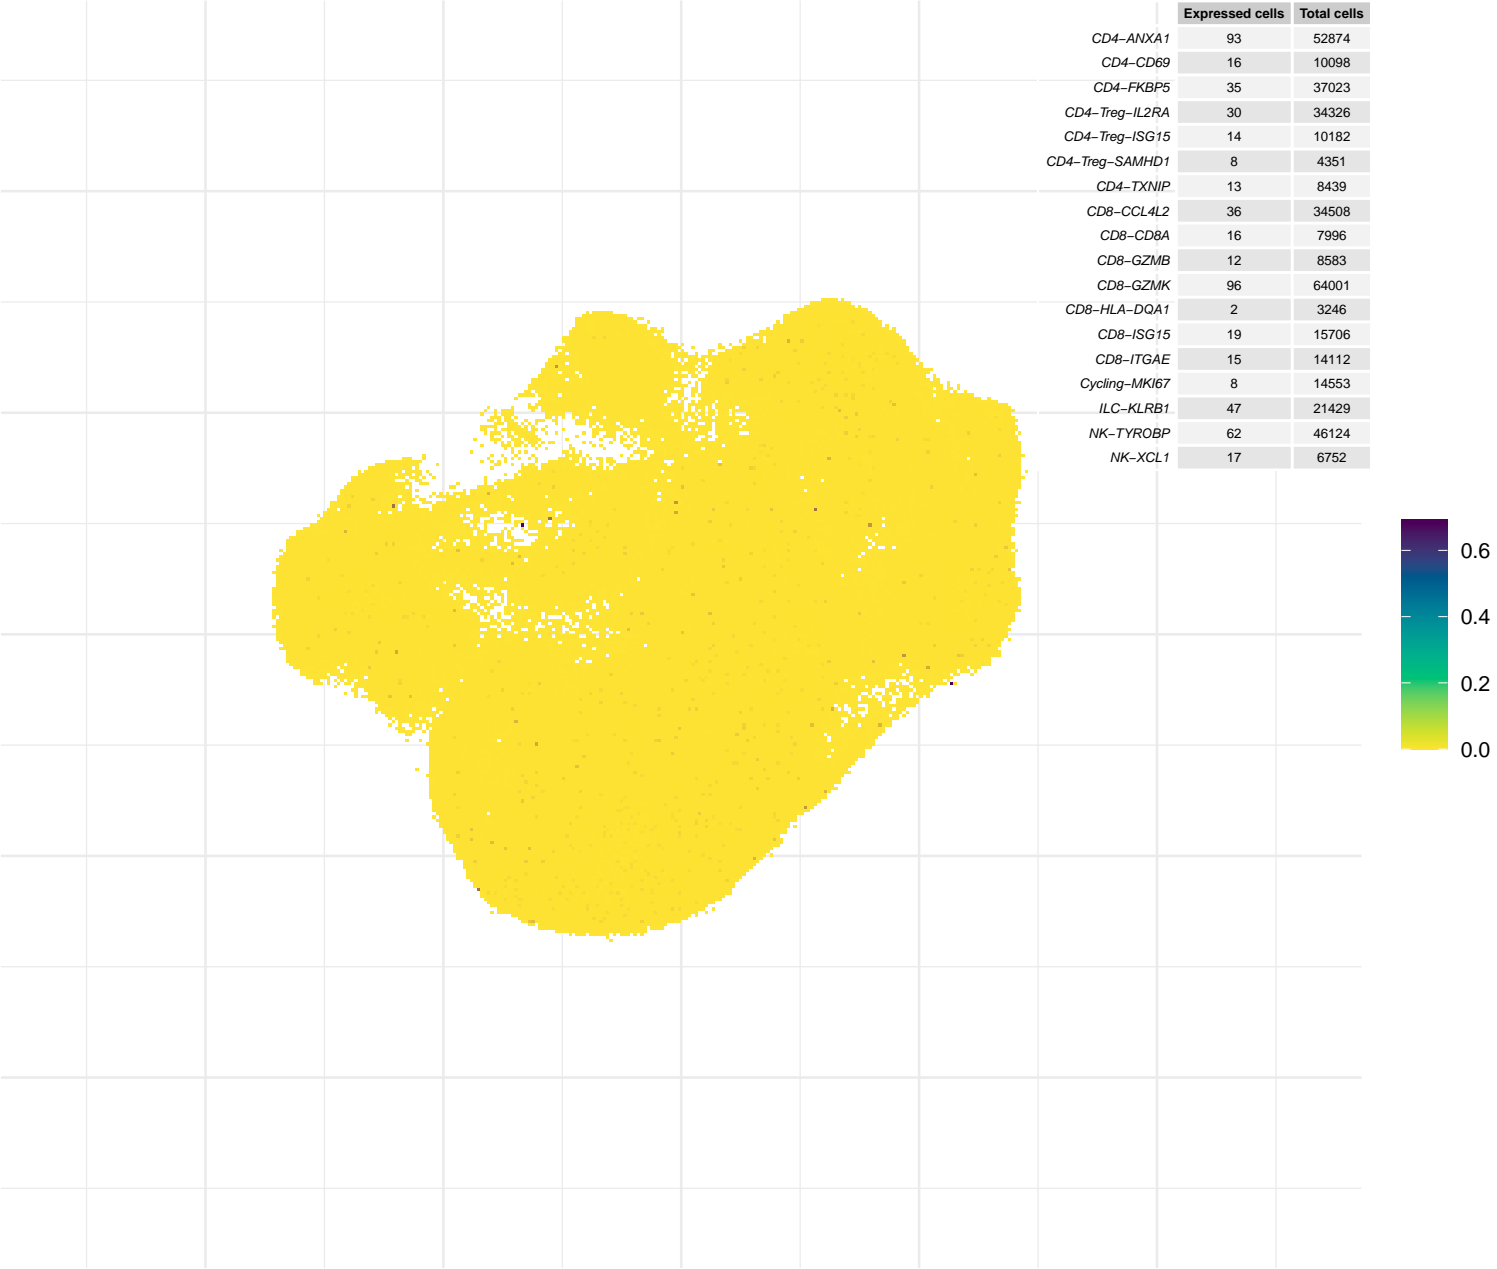 Expressed cells Total cells
CD4−ANXA1 93 52874
CD4−CD69 16 10098
CD4−FKBP5 35 37023
CD4−Treg−IL2RA 30 34326
CD4−Treg−ISG15 14 10182
CD4−Treg−SAMHD1 8 4351
CD4−TXNIP 13 8439
CD8−CCL4L2 36 34508
CD8−CD8A 16 7996
CD8−GZMB 12 8583
CD8−GZMK 96 64001
CD8−HLA−DQA1 2 3246
CD8−ISG15 19 15706
CD8−ITGAE 15 14112
Cycling−MKI67 8 14553
ILC−KLRB1 47 21429
NK−TYROBP 62 46124
NK−XCL1 17 6752
0.6
0.4
0.2
0.0